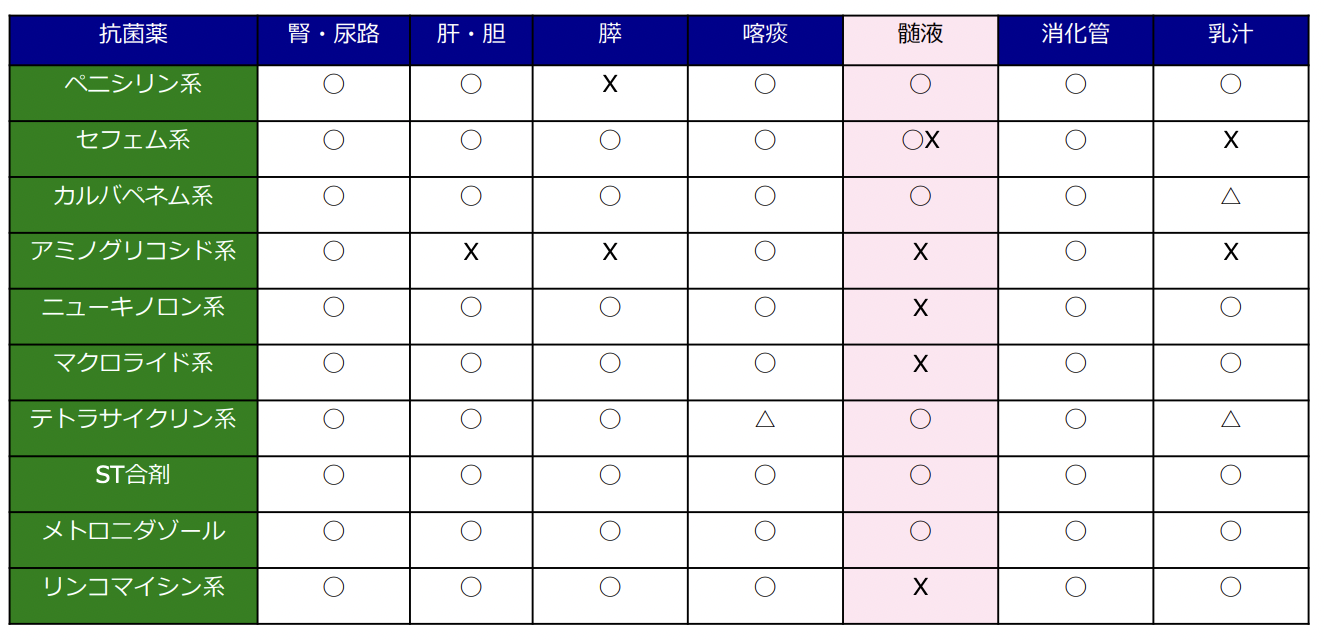 抗菌薬 腎・尿路 肝・胆 膵 喀痰 髄液 消化管 乳汁
ペニシリン系 〇 〇 X 〇 〇 〇 〇
セフェム系 〇 〇 〇 〇 〇X 〇 X
カルバペネム系 〇 〇 〇 〇 〇 〇 △
アミノグリコシド系 〇 X X 〇 X 〇 X
ニューキノロン系 〇 〇 〇 〇 X 〇 〇
マクロライド系 〇 〇 〇 〇 X 〇 〇
テトラサイクリン系 〇 〇 〇 △ 〇 〇 △
ST合剤 〇 〇 〇 〇 〇 〇 〇
メトロニダゾール 〇 〇 〇 〇 〇 〇 〇
リンコマイシン系 〇 〇 〇 〇 X 〇 〇